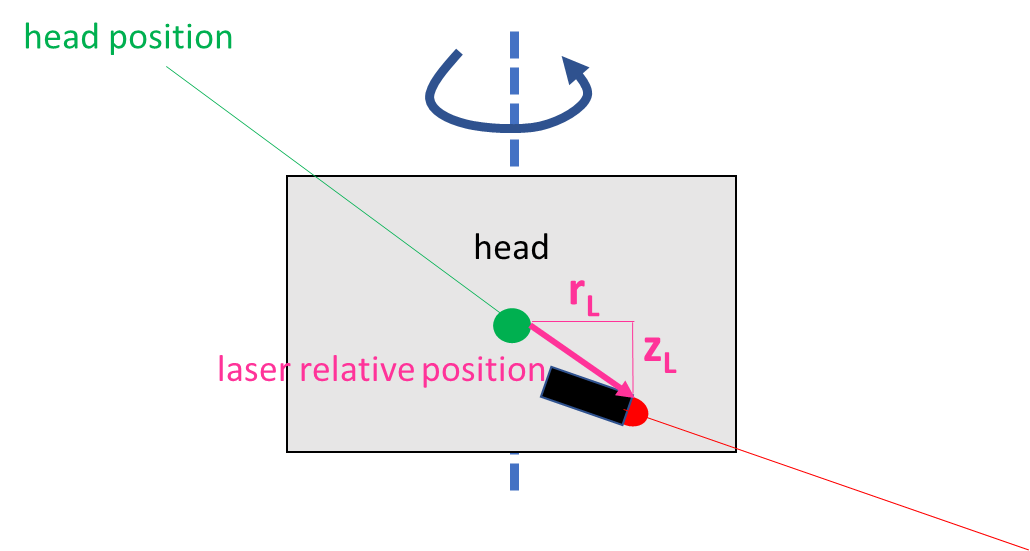 head position
head
r_L
z_L
laser relative position